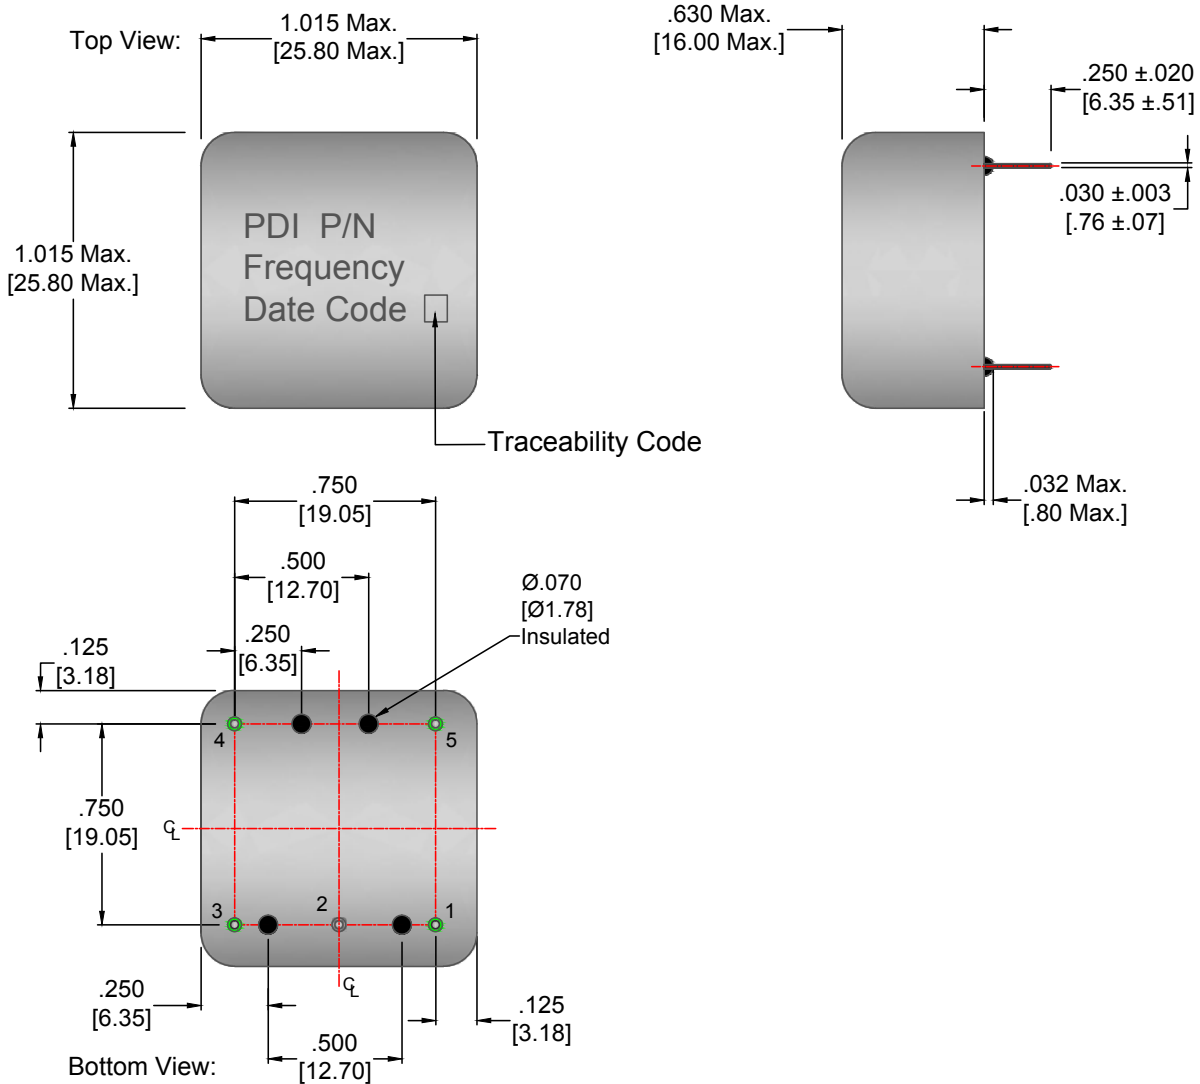 Top View:
1.015 Max.
[25.80 Max.]
.630 Max.
[16.00 Max.]
.250 ±.020
[6.35 ±.51]
.030 ±.003
[.76 ±.07]
1.015 Max.
[25.80 Max.]
PDI P/N
Frequency
Date Code
Traceability Code
.032 Max.
[.80 Max.]
.750
[19.05]
.500
[12.70]
.250
[6.35]
Ø.070
[Ø1.78]
Insulated
.125
[3.18]
4
5
.750
[19.05]
CL
3
2
1
CL
.250
[6.35]
.125
[3.18]
.500
[12.70]
Bottom View: